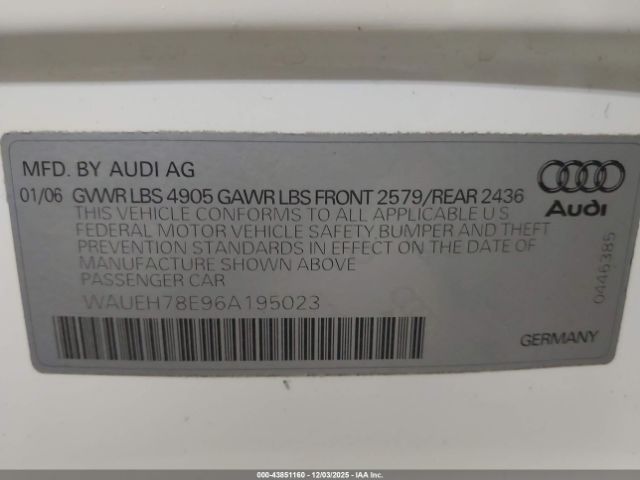 MFD. BY AUDI AG
01/06 GVWR LBS 4905 GAWR LBS FRONT 2579/REAR 2436
THIS VEHICLE CONFORMS TO ALL APPLICABLE U S
FEDERAL MOTOR VEHICLE SAFETY, BUMPER AND THEFT
PREVENTION STANDARDS IN EFFECT ON THE DATE OF
MANUFACTURE SHOWN ABOVE
PASSENGER CAR
WAUEH78E96A195023
Audi
0446385
GERMANY
000-43851160 - 12/03/2025 - IAAI.COM